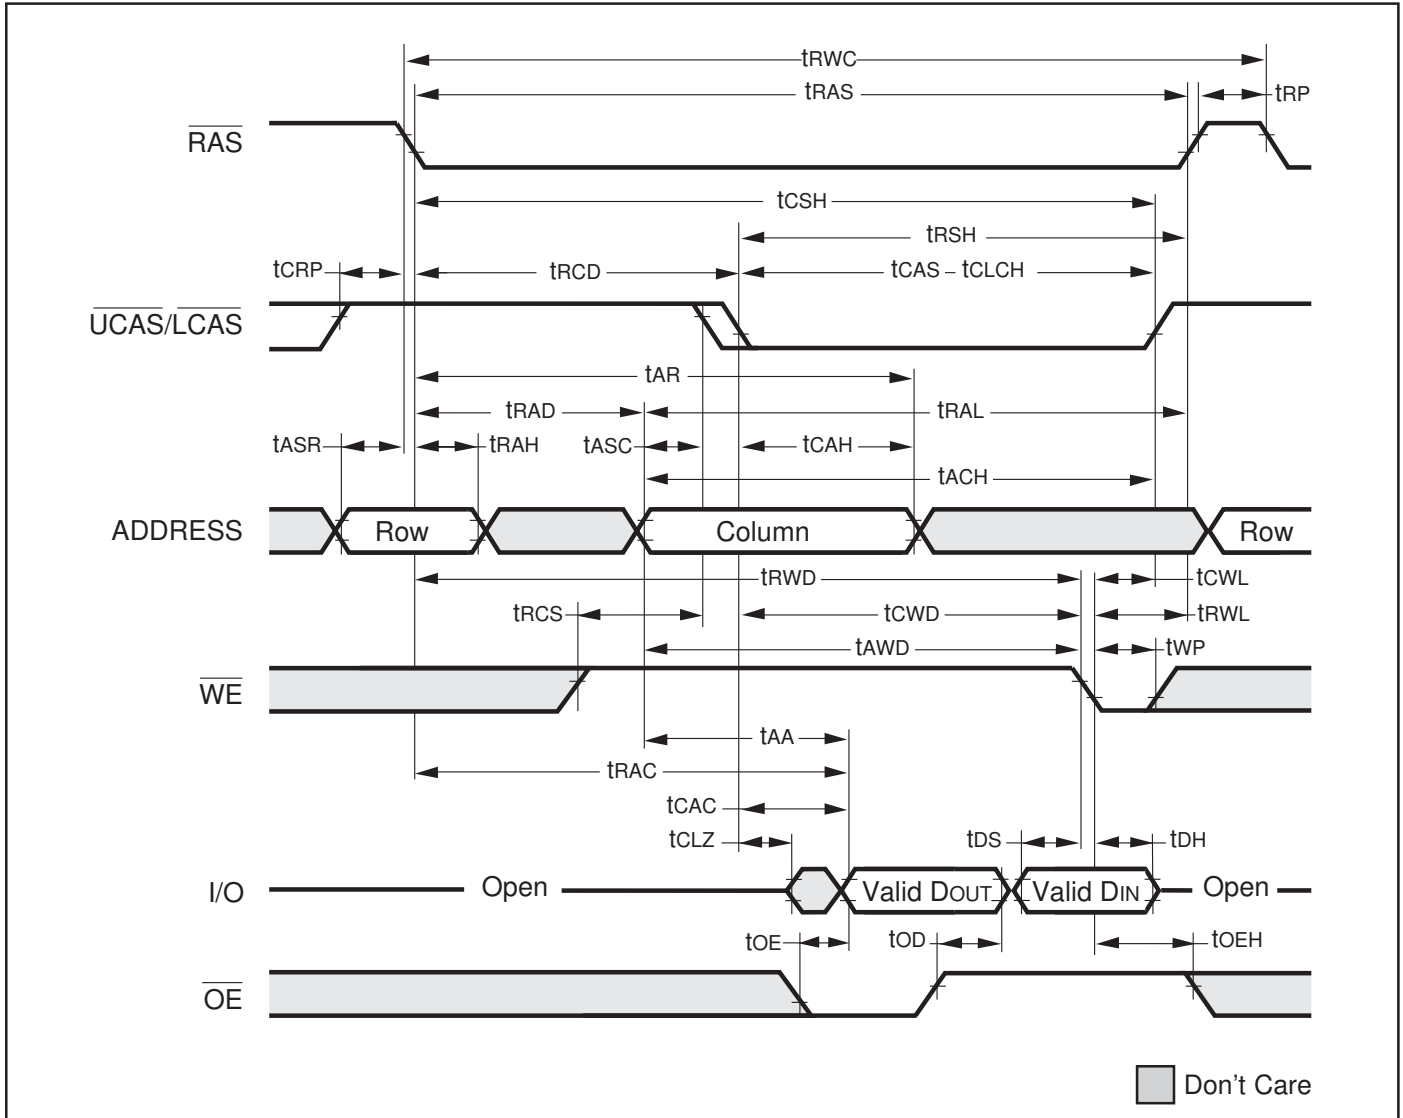 tRWC
tRAS
tRP
RAS
tCSH
tRSH
tCRP
tRCD
tCAS – tCLCH
UCAS/LCAS
tAR
tRAD
tRAL
tASR
tRAH
tASC
tCAH
tACH
ADDRESS
Row
Column
Row
tRWD
tCWL
tRCS
tCWD
tRWL
tAWD
tWP
WE
tAA
tRAC
tCAC
tCLZ
tDS
tDH
I/O
Open
Valid DOUT
Valid DIN
Open
tOE
tOD
tOEH
OE
Don't Care